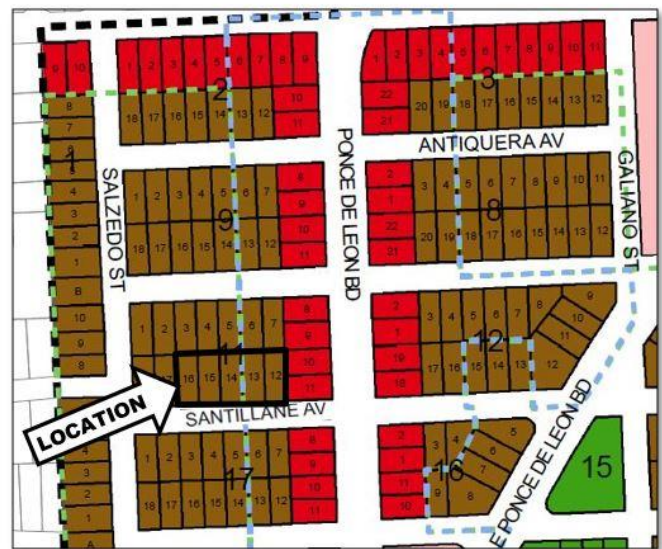 9 10
1 2 3 4 5 6 7 8 9
1 2 3 4 5 6 7 8 9 10 11
2
3
8
18 17 16 15 14 13 12
10
11
22
21
20 19 18 17 16 15 14 13 12
7
1
ANTIQUERA AV
PONCE DE LEON BD
GALIANO ST
SALZEDO ST
4
3
2
1
B
10
9
8
1 2 3 4 5 6 7
8
9
10
11
9
18 17 16 15 14 13 12
2
1
22
21
3 4 5 6 7 8 9 10 11
8
20 19 18 17 16 15 14 13 12
1 2 3 4 5 6 7
8
9
10
11
11
17 16 15 14 13 12
2
1
19
18
3 4 5 6 7 8 9
10
11
12
12
17 16 15 14 13
LOCATION
SANTILLANE AV
E PONCE DE LEON BD
4
3
2
1
A
1 2 3 4 5 6 7
8
9
10
11
17
18 17 16 15 14 13 12
2
1
11
10
3 4 5
6
7
16
9 8
15